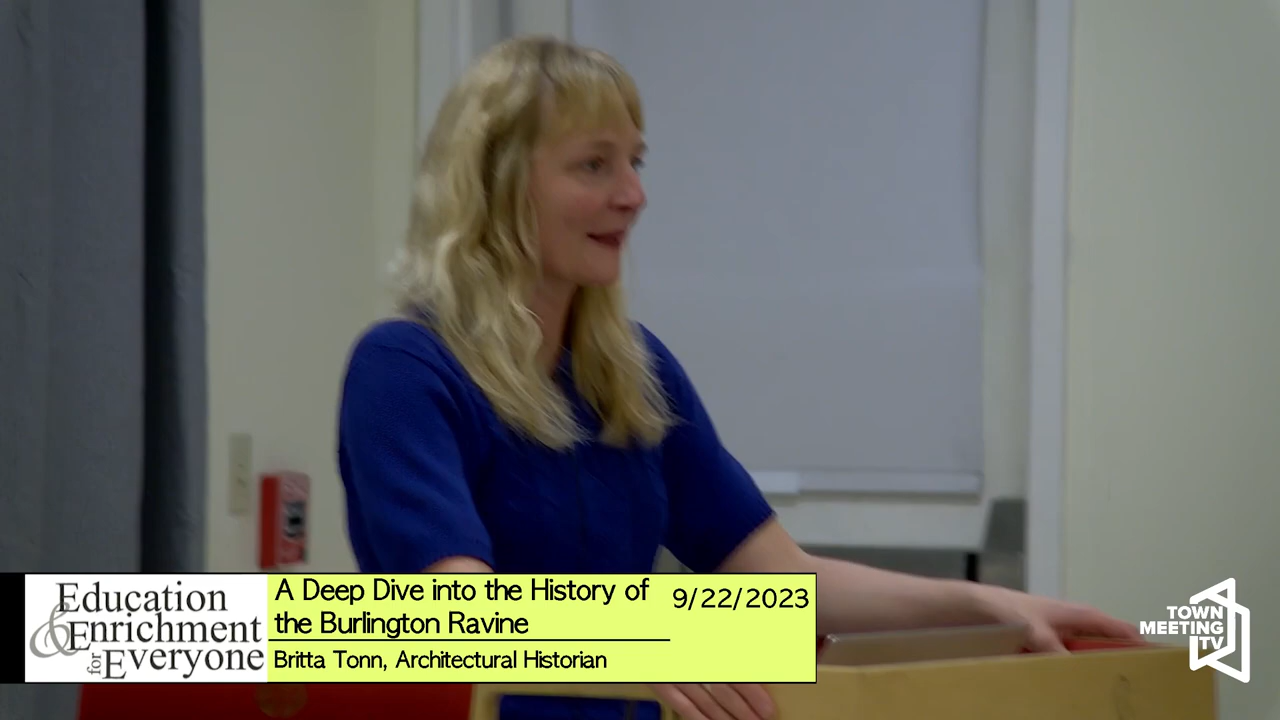 Education
& Enrichment
for Everyone
A Deep Dive into the History of
the Burlington Ravine
9/22/2023
Britta Tonn, Architectural Historian
TOWN
MEETING
TV